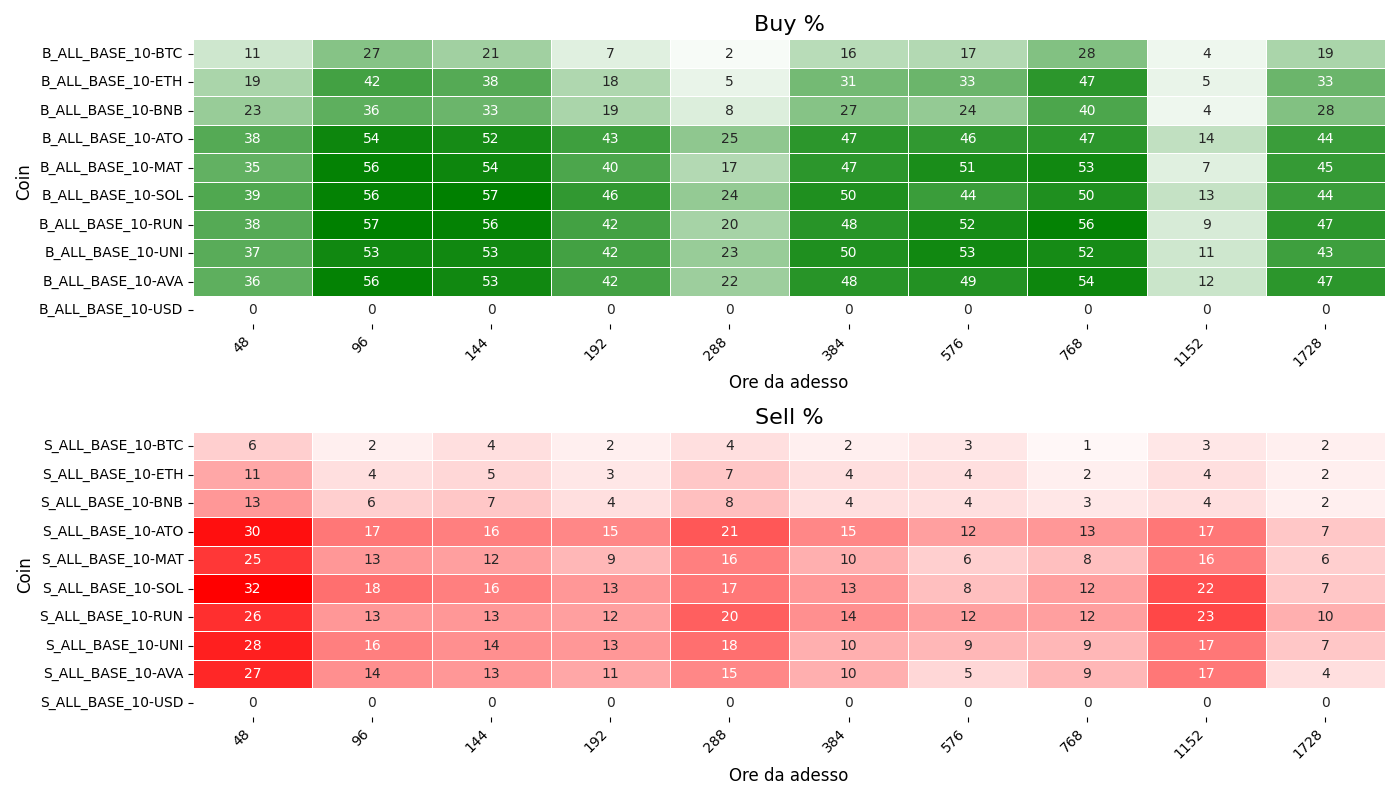 Buy %
Coin
B_ALL_BASE_10-BTC 11 27 21 7 2 16 17 28 4 19
B_ALL_BASE_10-ETH 19 42 38 18 5 31 33 47 5 33
B_ALL_BASE_10-BNB 23 36 33 19 8 27 24 40 4 28
B_ALL_BASE_10-ATO 38 54 52 43 25 47 46 47 14 44
B_ALL_BASE_10-MAT 35 56 54 40 17 47 51 53 7 45
B_ALL_BASE_10-SOL 39 56 57 46 24 50 44 50 13 44
B_ALL_BASE_10-RUN 38 57 56 42 20 48 52 56 9 47
B_ALL_BASE_10-UNI 37 53 53 42 23 50 53 52 11 43
B_ALL_BASE_10-AVA 36 56 53 42 22 48 49 54 12 47
B_ALL_BASE_10-USD 0 0 0 0 0 0 0 0 0 0
48 96 144 192 288 384 576 768 1152 1728
Ore da adesso
Sell %
Coin
S_ALL_BASE_10-BTC 6 2 4 2 4 2 3 1 3 2
S_ALL_BASE_10-ETH 11 4 5 3 7 4 4 2 4 2
S_ALL_BASE_10-BNB 13 6 7 4 8 4 4 3 4 2
S_ALL_BASE_10-ATO 30 17 16 15 21 15 12 13 17 7
S_ALL_BASE_10-MAT 25 13 12 9 16 10 6 8 16 6
S_ALL_BASE_10-SOL 32 18 16 13 17 13 8 12 22 7
S_ALL_BASE_10-RUN 26 13 13 12 20 14 12 12 23 10
S_ALL_BASE_10-UNI 28 16 14 13 18 10 9 9 17 7
S_ALL_BASE_10-AVA 27 14 13 11 15 10 5 9 17 4
S_ALL_BASE_10-USD 0 0 0 0 0 0 0 0 0 0
48 96 144 192 288 384 576 768 1152 1728
Ore da adesso